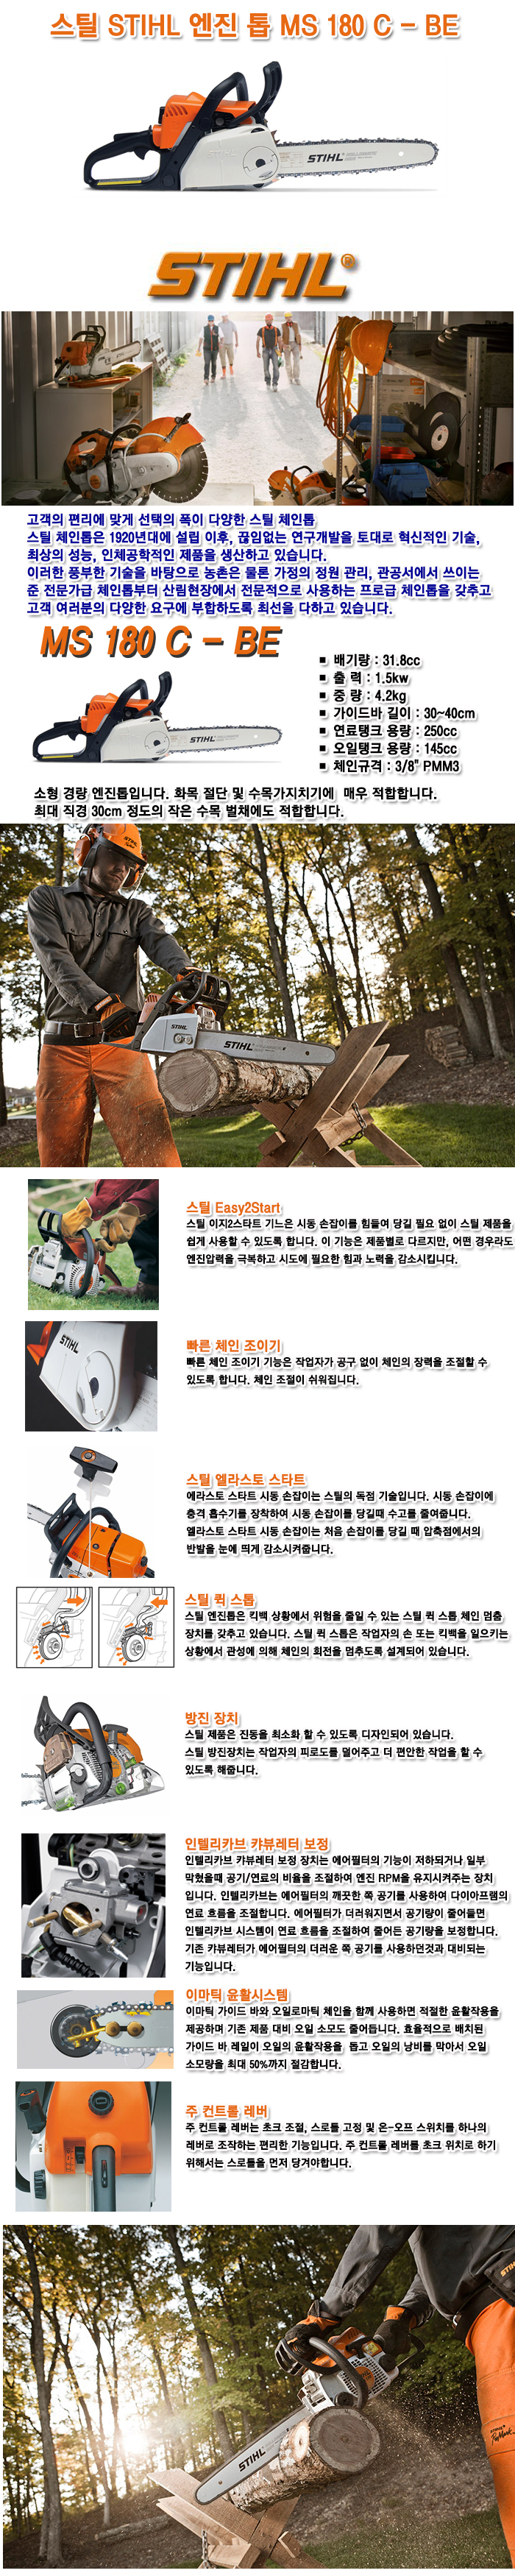 스틸 STIHL 엔진 톱 MS 180 C - BE
STIHL
STIHL®
고객의 편리에 맞게 선택의 폭이 다양한 스틸 체인톱
스틸 체인톱은 1920년대에 설립 이후, 끊임없는 연구개발을 토대로 혁신적인 기술,
최상의 성능, 인체공학적인 제품을 생산하고 있습니다.
이러한 풍부한 기술을 바탕으로 농촌은 물론 가정의 정원 관리, 관공서에서 쓰이는
준 전문가급 체인톱부터 산림현장에서 전문적으로 사용하는 프로급 체인톱을 갖추고
고객 여러분의 다양한 요구에 부합하도록 최선을 다하고 있습니다.
MS 180 C - BE
■ 배기량 : 31.8cc
■ 출 력 : 1.5kw
■ 중 량 : 4.2kg
■ 가이드바 길이 : 30~40cm
■ 연료탱크 용량 : 250cc
■ 오일탱크 용량 : 145cc
■ 체인규격 : 3/8" PMM3
STIHL
소형 경량 엔진톱입니다. 화목 절단 및 수목가지치기에 매우 적합합니다.
최대 직경 30cm 정도의 작은 수목 벌채에도 적합합니다.
STIHL
STIHL
STIHL
스틸 Easy2Start
스틸 이지2스타트 기느은 시동 손잡이를 힘들여 당길 필요 없이 스틸 제품을
쉽게 사용할 수 있도록 합니다. 이 기능은 제품별로 다르지만, 어떤 경우라도
엔진압력을 극복하고 시도에 필요한 힘과 노력을 감소시킵니다.
STIHL
빠른 체인 조이기
빠른 체인 조이기 기능은 작업자가 공구 없이 체인의 장력을 조절할 수
있도록 합니다. 체인 조절이 쉬워집니다.
스틸 엘라스토 스타트
에라스토 스타트 시동 손잡이는 스틸의 독점 기술입니다. 시동 손잡이에
충격 흡수기를 장착하여 시동 손잡이를 당길때 수고를 줄여줍니다.
엘라스토 스타트 시동 손잡이는 처음 손잡이를 당길 때 압축점에서의
반발을 눈에 띄게 감소시켜줍니다.
스틸 퀵 스톱
스틸 엔진톱은 킥백 상황에서 위험을 줄일 수 있는 스틸 퀵 스톱 체인 멈춤
장치를 갖추고 있습니다. 스틸 퀵 스톱은 작업자의 손 또는 킥백을 일으키는
상황에서 관성에 의해 체인의 회전을 멈추도록 설계되어 있습니다.
방진 장치
스틸 제품은 진동을 최소화 할 수 있도록 디자인되어 있습니다.
스틸 방진장치는 작업자의 피로도를 덜어주고 더 편안한 작업을 할 수
있도록 해줍니다.
인텔리카브 캬뷰레터 보정
인텔리카브 캬뷰레터 보정 장치는 에어필터의 기능이 저하되거나 일부
막혔을때 공기/연료의 비율을 조절하여 엔진 RPM을 유지시켜주는 장치
입니다. 인텔리카브는 에어필터의 깨끗한 쪽 공기를 사용하여 다이아프램의
연료 흐름을 조절합니다. 에어필터가 더러워지면서 공기량이 줄어들면
인텔리카브 시스템이 연료 흐름을 조절하여 줄어든 공기량을 보정합니다.
기존 캬뷰레터가 에어필터의 더러운 쪽 공기를 사용하던것과 대비되는
기능입니다.
이마틱 윤활시스템
이마틱 가이드 바와 오일로마틱 체인을 함께 사용하면 적절한 윤활작용을
제공하며 기존 제품 대비 오일 소모도 줄어듭니다. 효율적으로 배치된
가이드 바 레일이 오일의 윤활작용을 돕고 오일의 낭비를 막아서 오일
소모량을 최대 50%까지 절감합니다.
주 컨트롤 레버
주 컨트롤 레버는 초크 조절, 스로틀 고정 및 온-오프 스위치를 하나의
레버로 조작하는 편리한 기능입니다. 주 컨트롤 레버를 초크 위치로 하기
위해서는 스로틀을 먼저 당겨야합니다.
STIHL